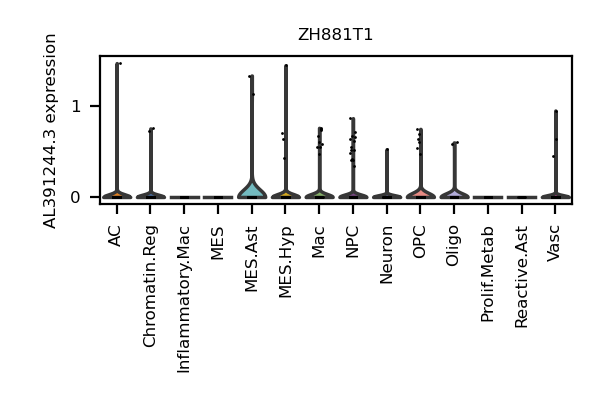 ZH881T1
AL391244.3 expression
1
0
AC
Chromatin.Reg
Inflammatory.Mac
MES
MES.Ast
MES.Hyp
Mac
NPC
Neuron
OPC
Oligo
Prolif.Metab
Reactive.Ast
Vasc